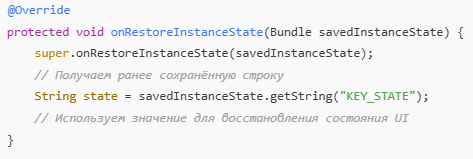 @Override
protected void onRestoreInstanceState(Bundle savedInstanceState) {
    super.onRestoreInstanceState(savedInstanceState);
    // Получаем ранее сохранённую строку
    String state = savedInstanceState.getString("KEY_STATE");
    // Используем значение для восстановления состояния UI
}